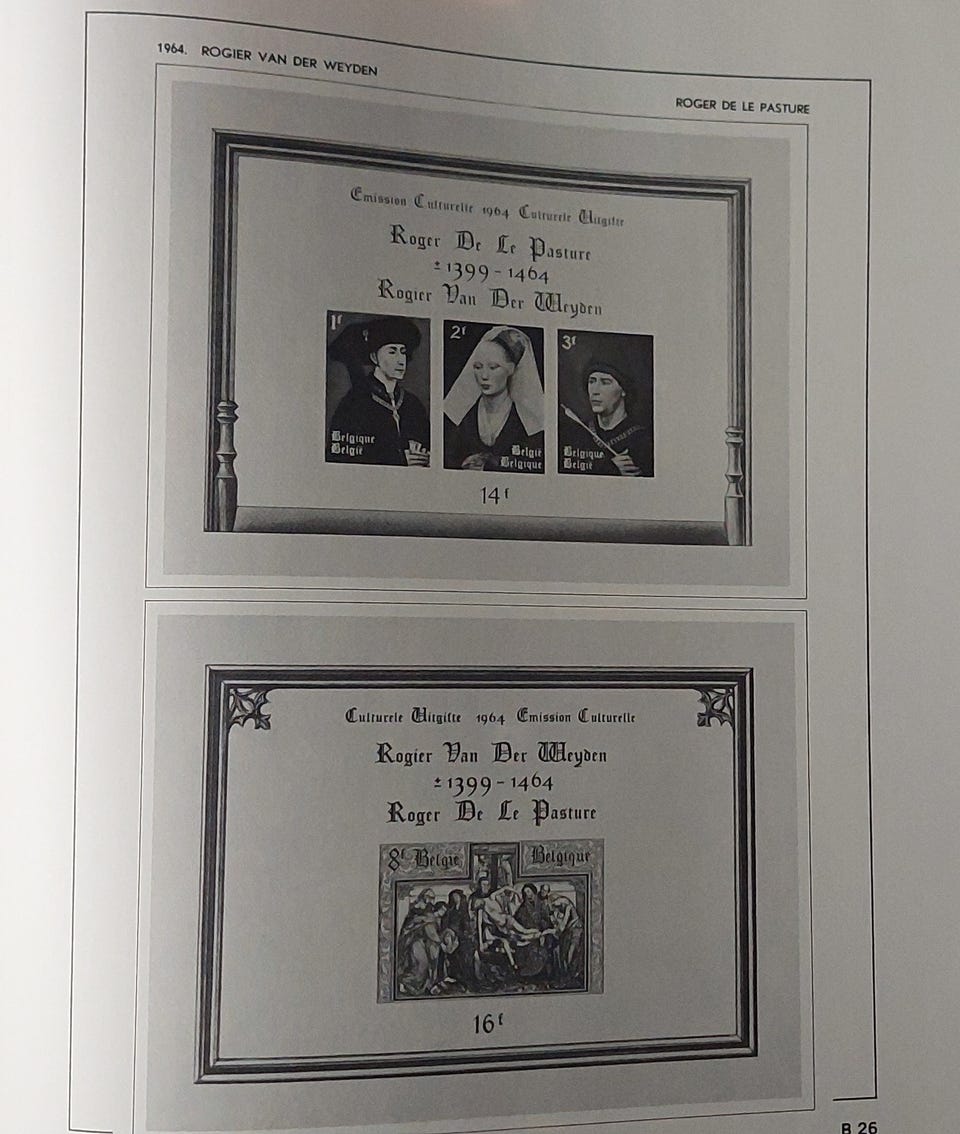 1964. ROGIER VAN DER WEYDEN
ROGER DE LE PASTURE
Emission Culturelle 1964 Culturele Uitgifte
Roger De Le Pasture
± 1399 - 1464
Rogier Van Der Weyden
1f
2f
3f
Belgique
België
België
Belgique
Belgique
België
14f
Culturele Uitgifte 1964 Emission Culturelle
Rogier Van Der Weyden
± 1399 - 1464
Roger De Le Pasture
8f België Belgique
16f
B 26